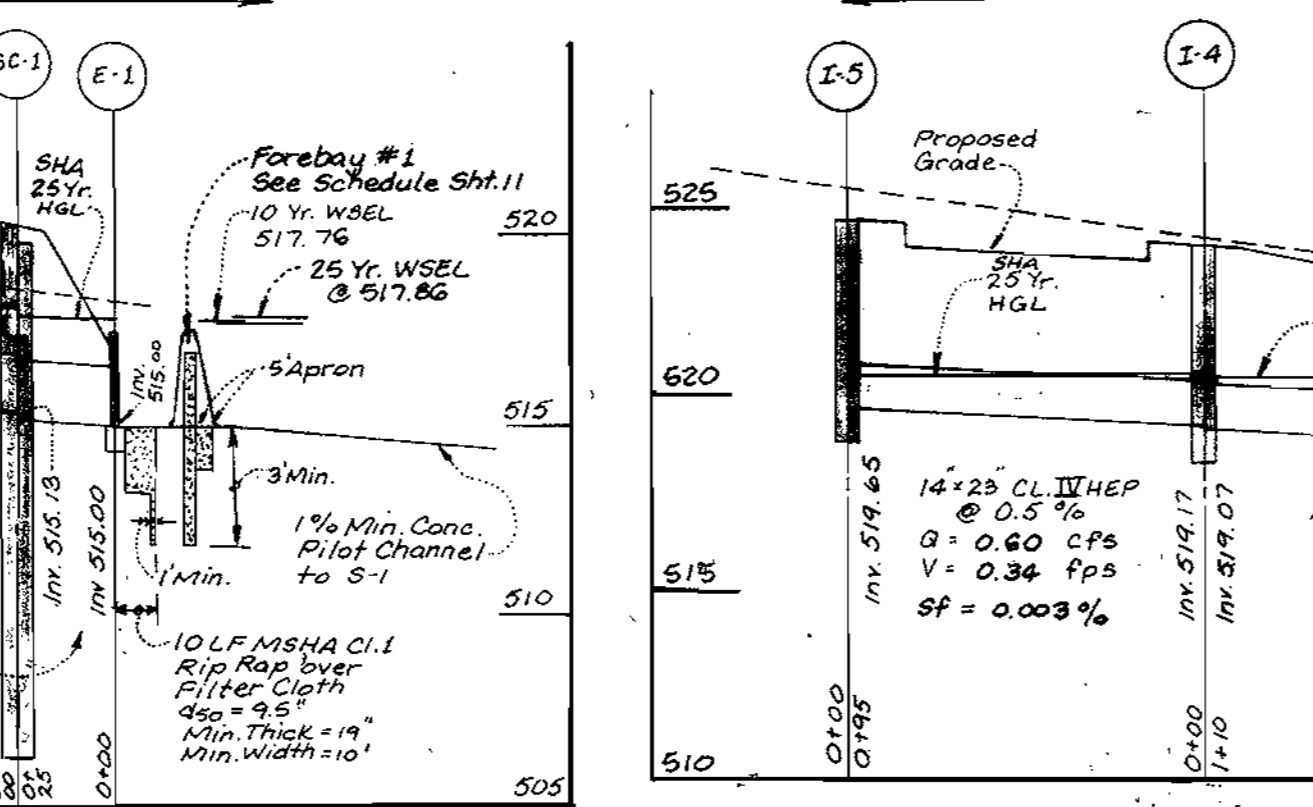 SC-1
E-1
SHA
25Yr.
HGL
Forebay #1
See Schedule Sht.11
10 Yr. WSEL
517.76
25 Yr. WSEL
@ 517.86
520
Inv.
515.00
5'Apron
515
3'Min.
1% Min. Conc.
Pilot Channel
to S-1
1'Min.
Inv. 515.13
Inv 515.00
510
10 LF MSHA Cl.1
Rip Rap over
Filter Cloth
d50 = 9.5"
Min. Thick = 19"
Min. Width = 10'
00
0+
25
0+00
505
I-5
I-4
Proposed
Grade
525
SHA
25 Yr.
HGL
520
14"x23" CL. IV HEP
@ 0.5 %
Q = 0.60 cfs
V = 0.34 fps
Sf = 0.003 %
Inv. 519.65
Inv. 519.17
Inv. 519.07
515
0+00
0+95
0+00
1+10
510